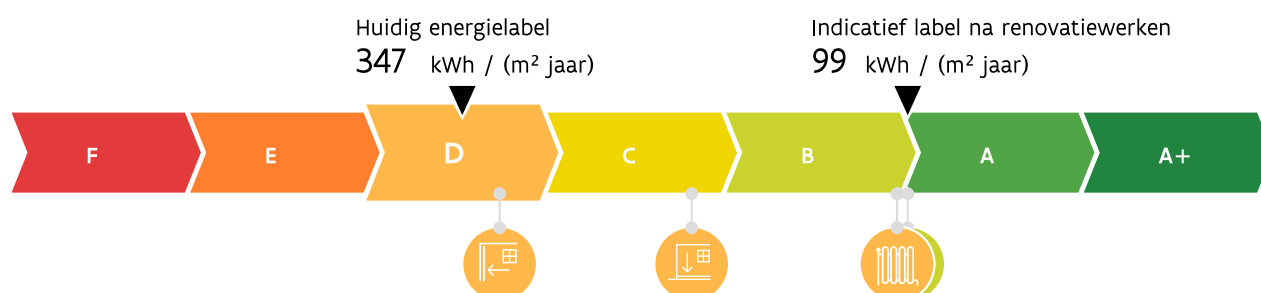 Huidig energielabel
347 kWh / (m² jaar)
Indicatief label na renovatiewerken
99 kWh / (m² jaar)
F E D C B A A+